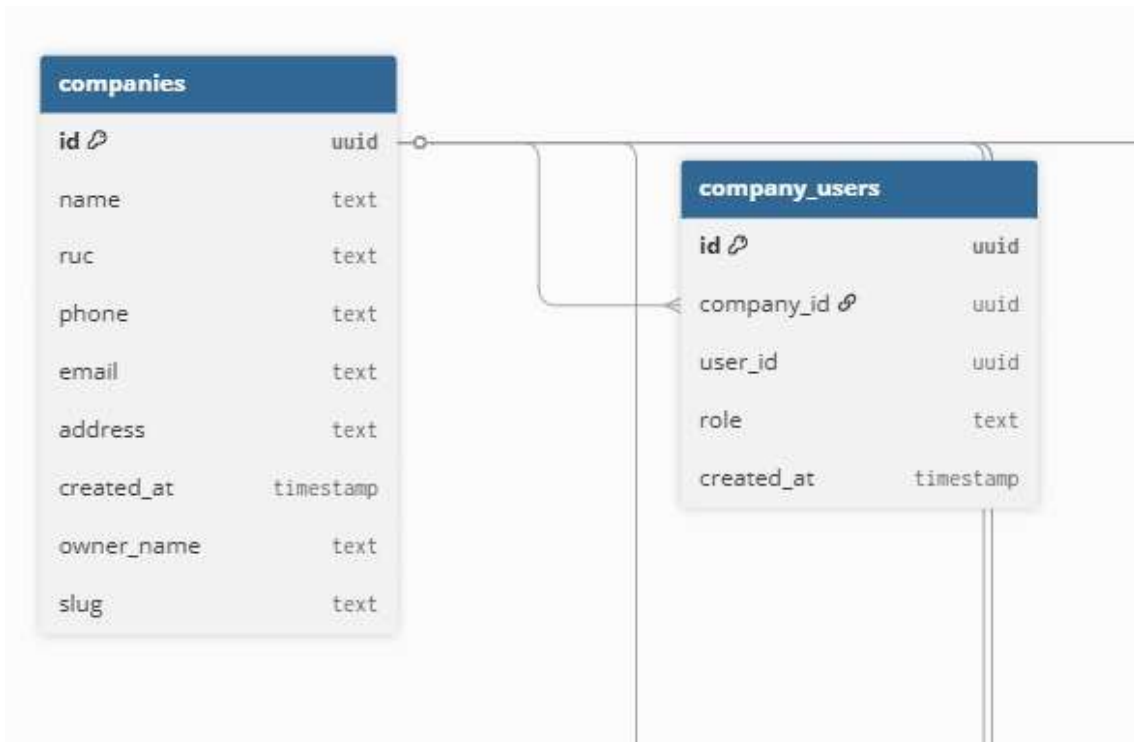 companies
id uuid
name text
ruc text
phone text
email text
address text
created_at timestamp
owner_name text
slug text
company_users
id uuid
company_id uuid
user_id uuid
role text
created_at timestamp